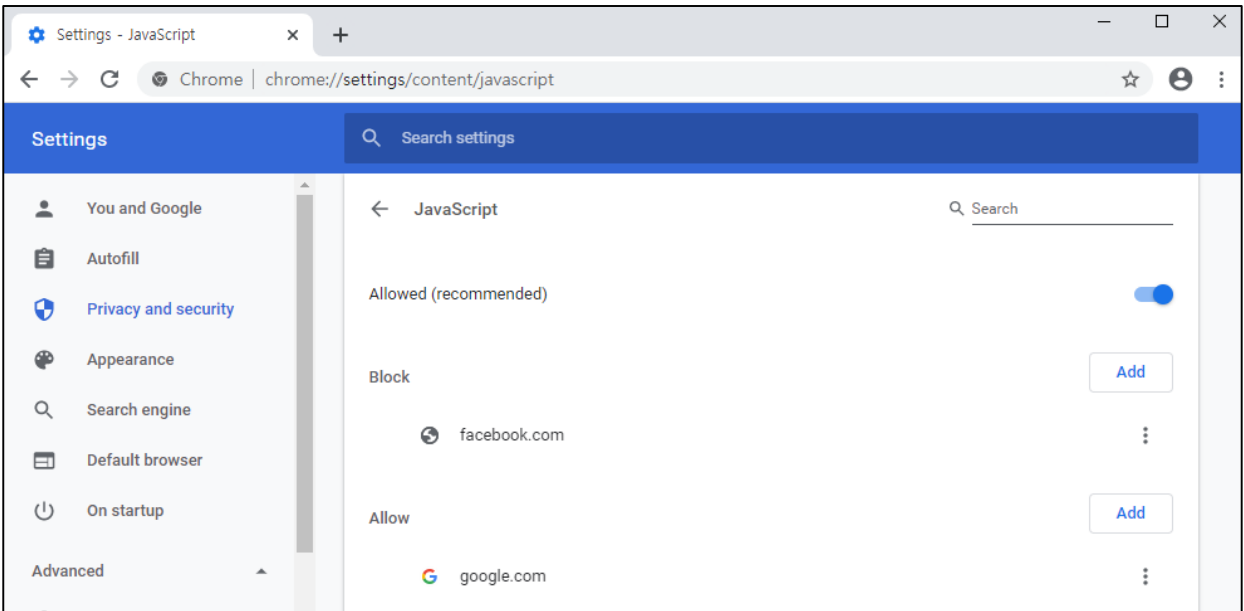 Settings - JavaScript
Chrome | chrome://settings/content/javascript
Settings
Search settings
You and Google
Autofill
Privacy and security
Appearance
Search engine
Default browser
On startup
Advanced
JavaScript
Search
Allowed (recommended)
Block
Add
facebook.com
Allow
Add
google.com